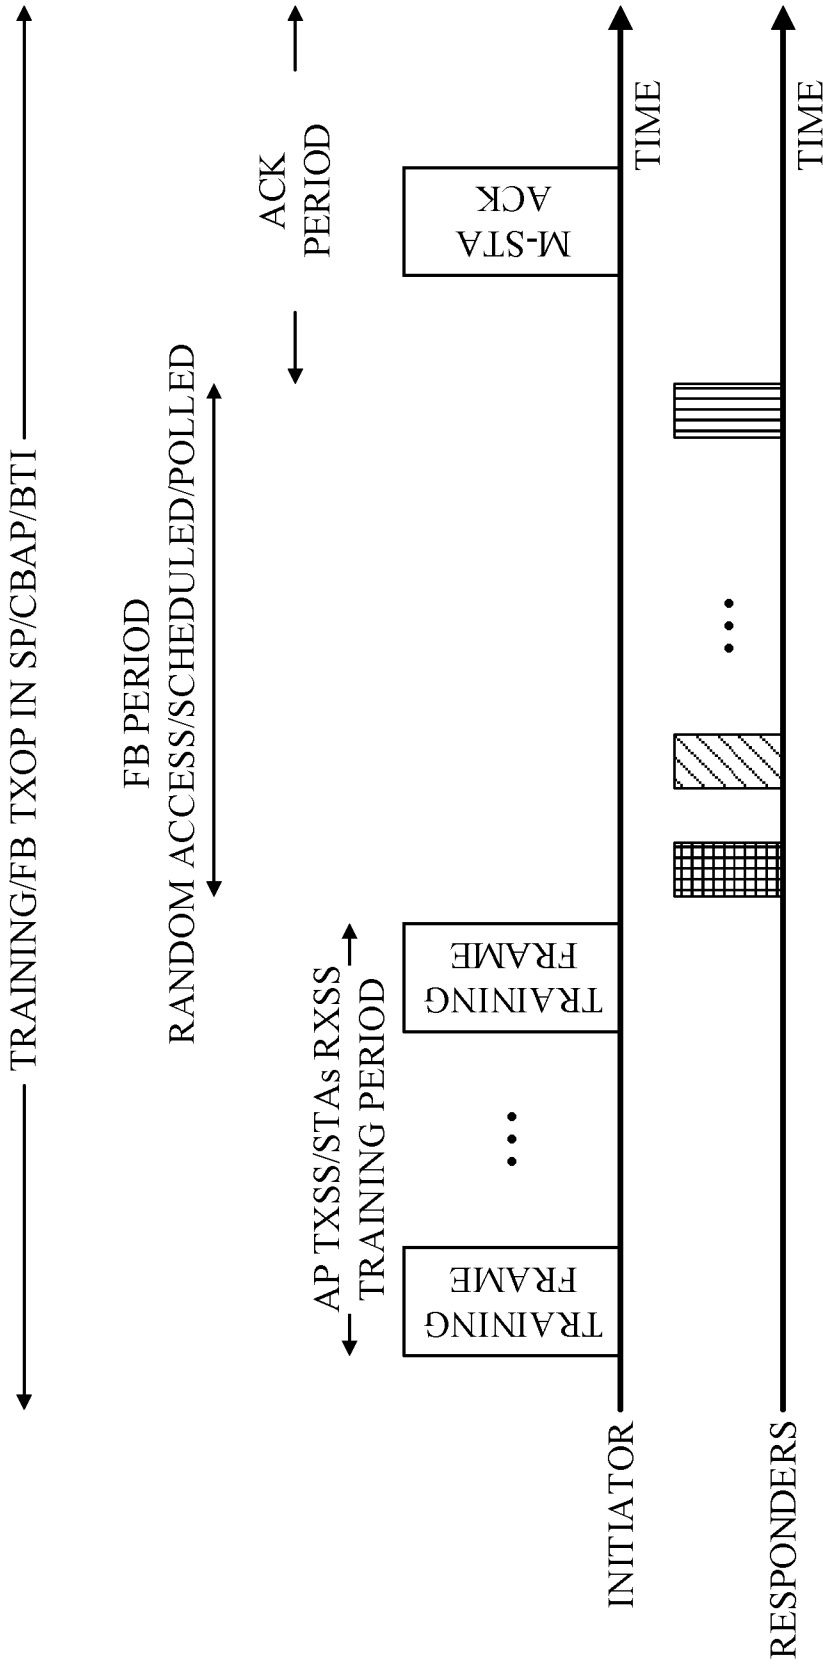 TRAINING/FB TXOP IN SP/CBAP/BTI
FB PERIOD
RANDOM ACCESS/SCHEDULED/POLLED
ACK
PERIOD
AP TXSS/STAs RXSS
TRAINING PERIOD
TRAINING
FRAME
...
TRAINING
FRAME
M-STA
ACK
INITIATOR
TIME
...
RESPONDERS
TIME